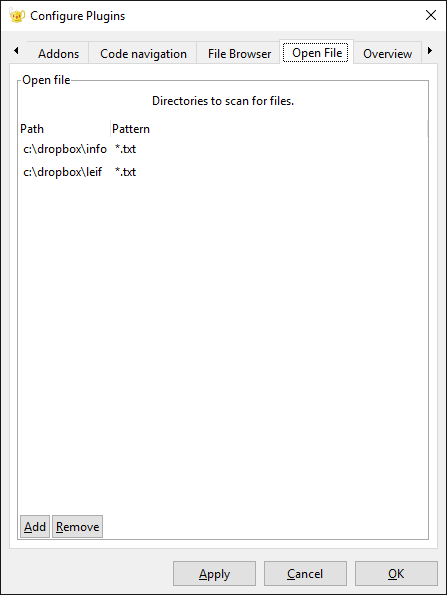 Configure Plugins
Addons Code navigation File Browser Open File Overview
Open file
Directories to scan for files.
Path Pattern
c:\dropbox\info *.txt
c:\dropbox\leif *.txt
Add Remove
Apply Cancel OK